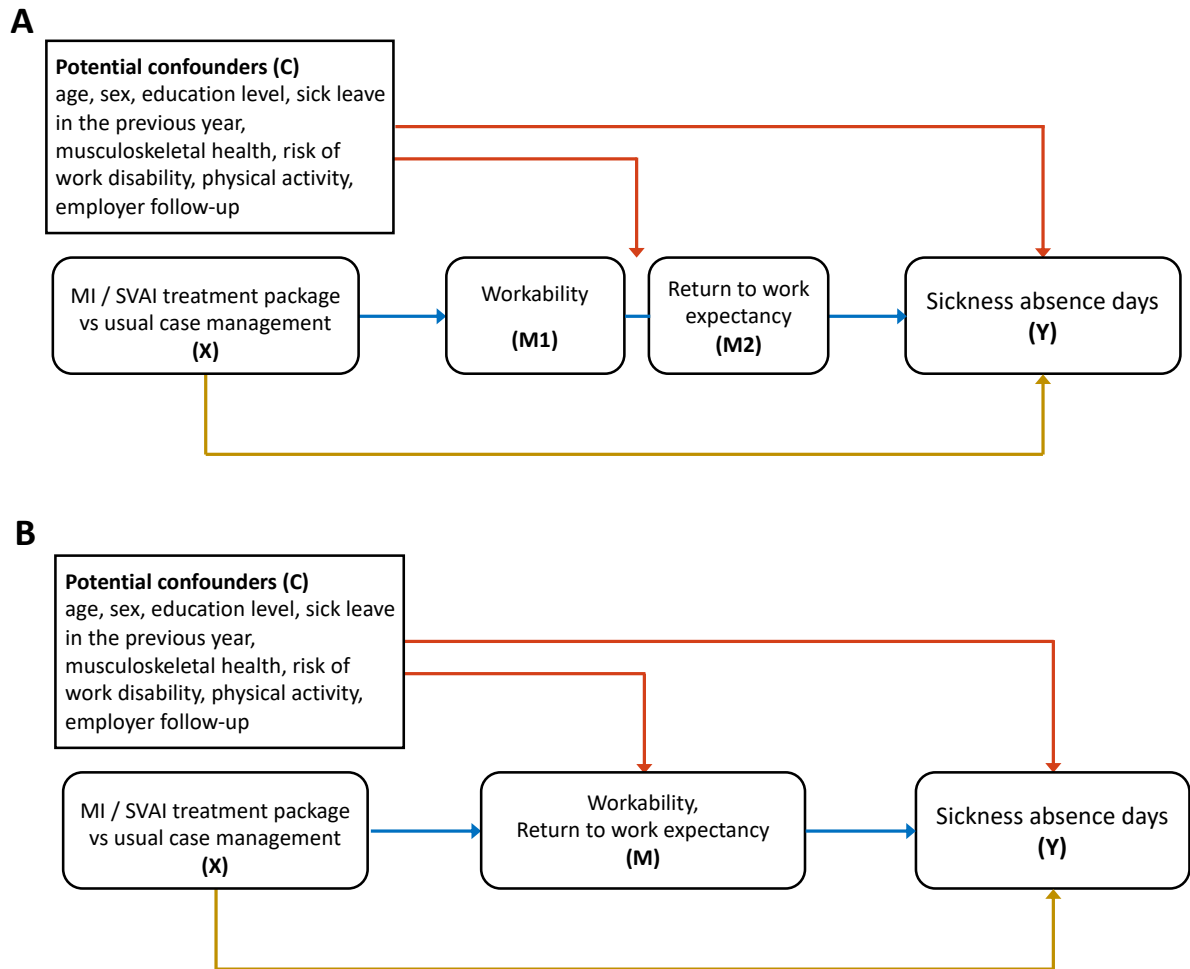 A
Potential confounders (C)
age, sex, education level, sick leave
in the previous year,
musculoskeletal health, risk of
work disability, physical activity,
employer follow-up
MI / SVAI treatment package
vs usual case management
(X)
Workability
(M1)
Return to work
expectancy
(M2)
Sickness absence days
(Y)
B
Potential confounders (C)
age, sex, education level, sick leave
in the previous year,
musculoskeletal health, risk of
work disability, physical activity,
employer follow-up
MI / SVAI treatment package
vs usual case management
(X)
Workability,
Return to work expectancy
(M)
Sickness absence days
(Y)